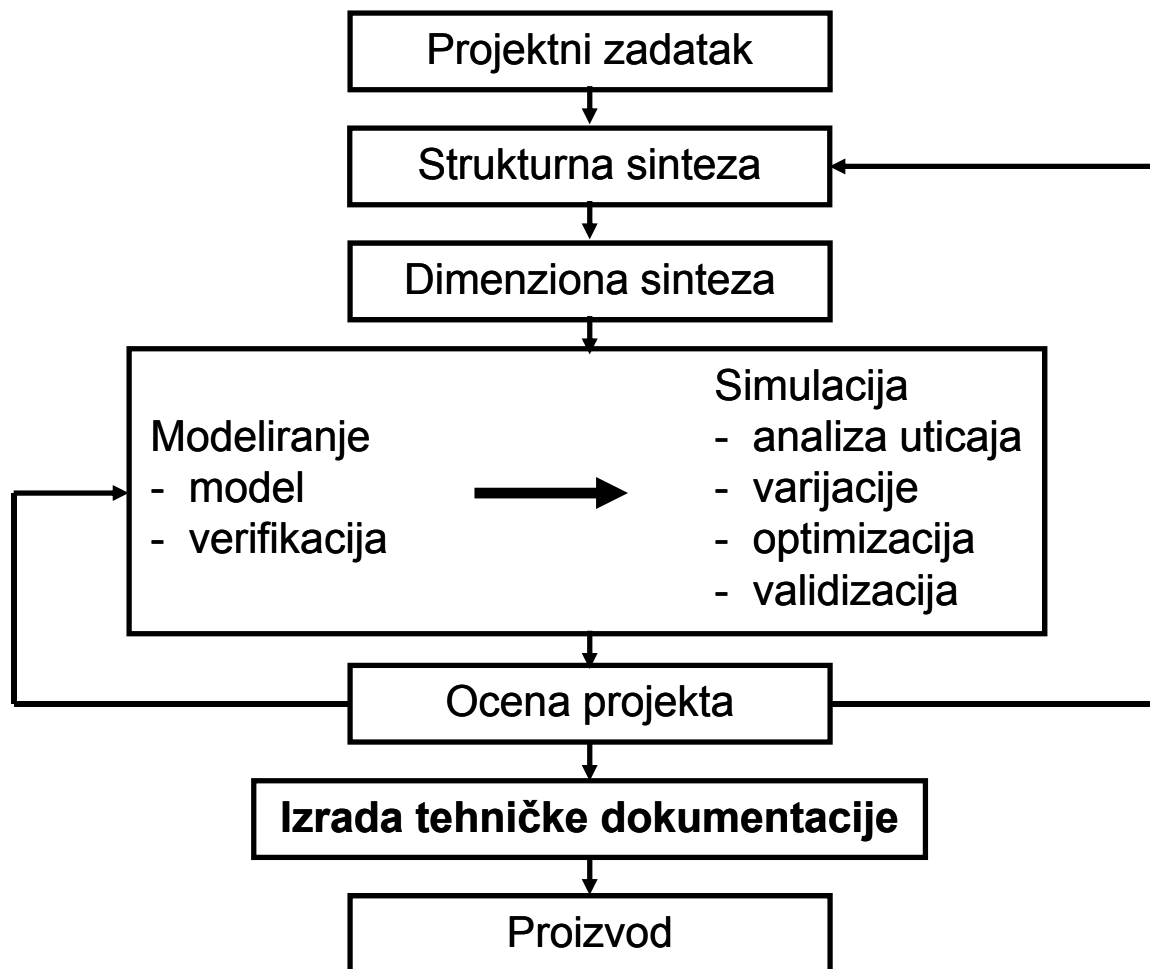 Projektni zadatak
Strukturna sinteza
Dimenziona sinteza
Modeliranje
- model
- verifikacija
Simulacija
- analiza uticaja
- varijacije
- optimizacija
- validizacija
Ocena projekta
Izrada tehničke dokumentacije
Proizvod